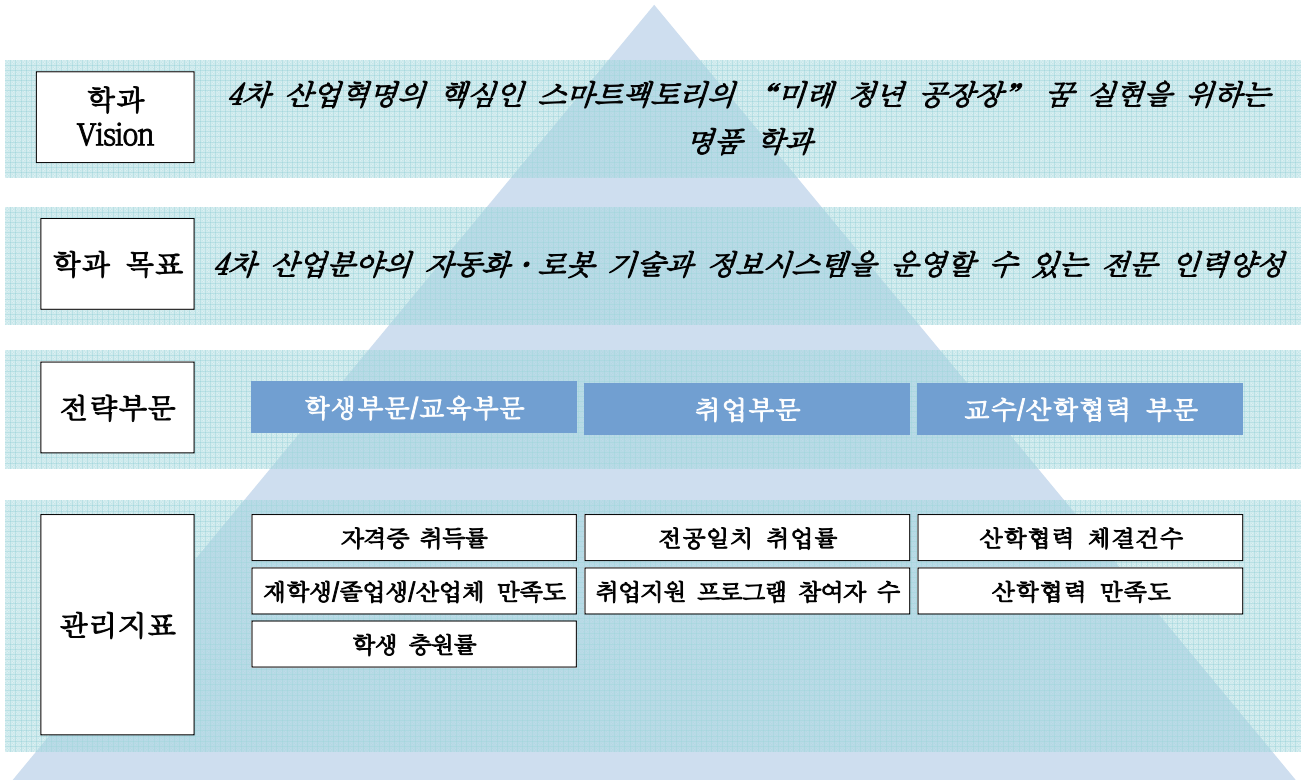 학과
Vision
4차 산업혁명의 핵심인 스마트팩토리의 “미래 청년 공장장” 꿈 실현을 위하는
명품 학과
학과 목표
4차 산업분야의 자동화·로봇 기술과 정보시스템을 운영할 수 있는 전문 인력양성
전략부문
학생부문/교육부문
취업부문
교수/산학협력 부문
관리지표
자격증 취득률
전공일치 취업률
산학협력 체결건수
재학생/졸업생/산업체 만족도
취업지원 프로그램 참여자 수
산학협력 만족도
학생 충원률